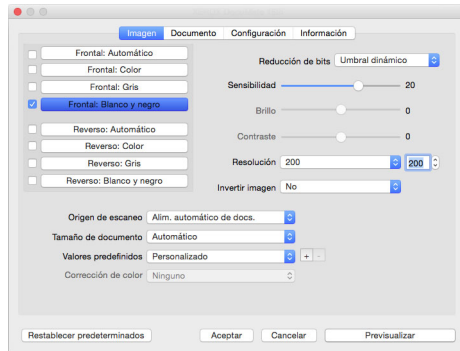 Imagen Documento Configuración Información
Frontal: Automático
Frontal: Color
Frontal: Gris
Frontal: Blanco y negro
Reverso: Automático
Reverso: Color
Reverso: Gris
Reverso: Blanco y negro
Reducción de bits Umbral dinámico
Sensibilidad 20
Brillo 0
Contraste 0
Resolución 200 200
Invertir imagen No
Origen de escaneo Alim. automático de docs.
Tamaño de documento Automático
Valores predefinidos Personalizado + -
Corrección de color Ninguno
Restablecer predeterminados Aceptar Cancelar Previsualizar